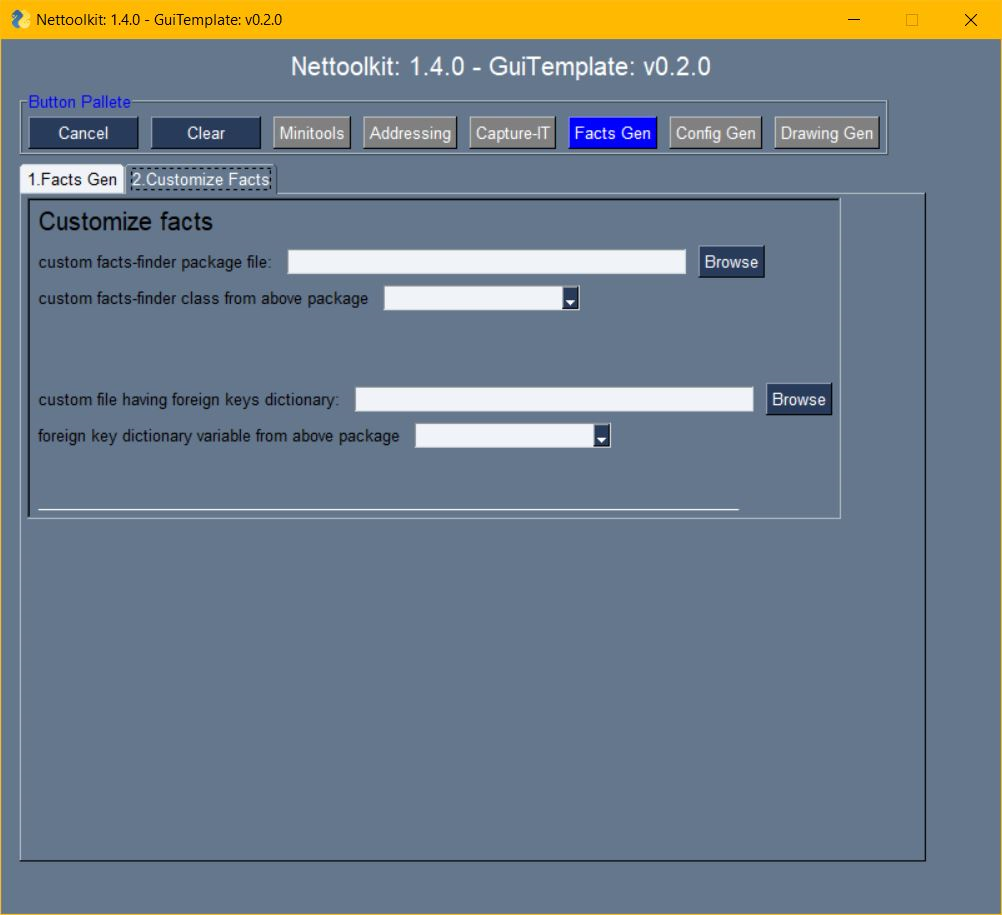 Nettoolkit: 1.4.0 - GuiTemplate: v0.2.0
Nettoolkit: 1.4.0 - GuiTemplate: v0.2.0
Button Pallete
Cancel Clear Minitools Addressing Capture-IT Facts Gen Config Gen Drawing Gen
1.Facts Gen 2.Customize Facts
Customize facts
custom facts-finder package file: Browse
custom facts-finder class from above package
custom file having foreign keys dictionary: Browse
foreign key dictionary variable from above package